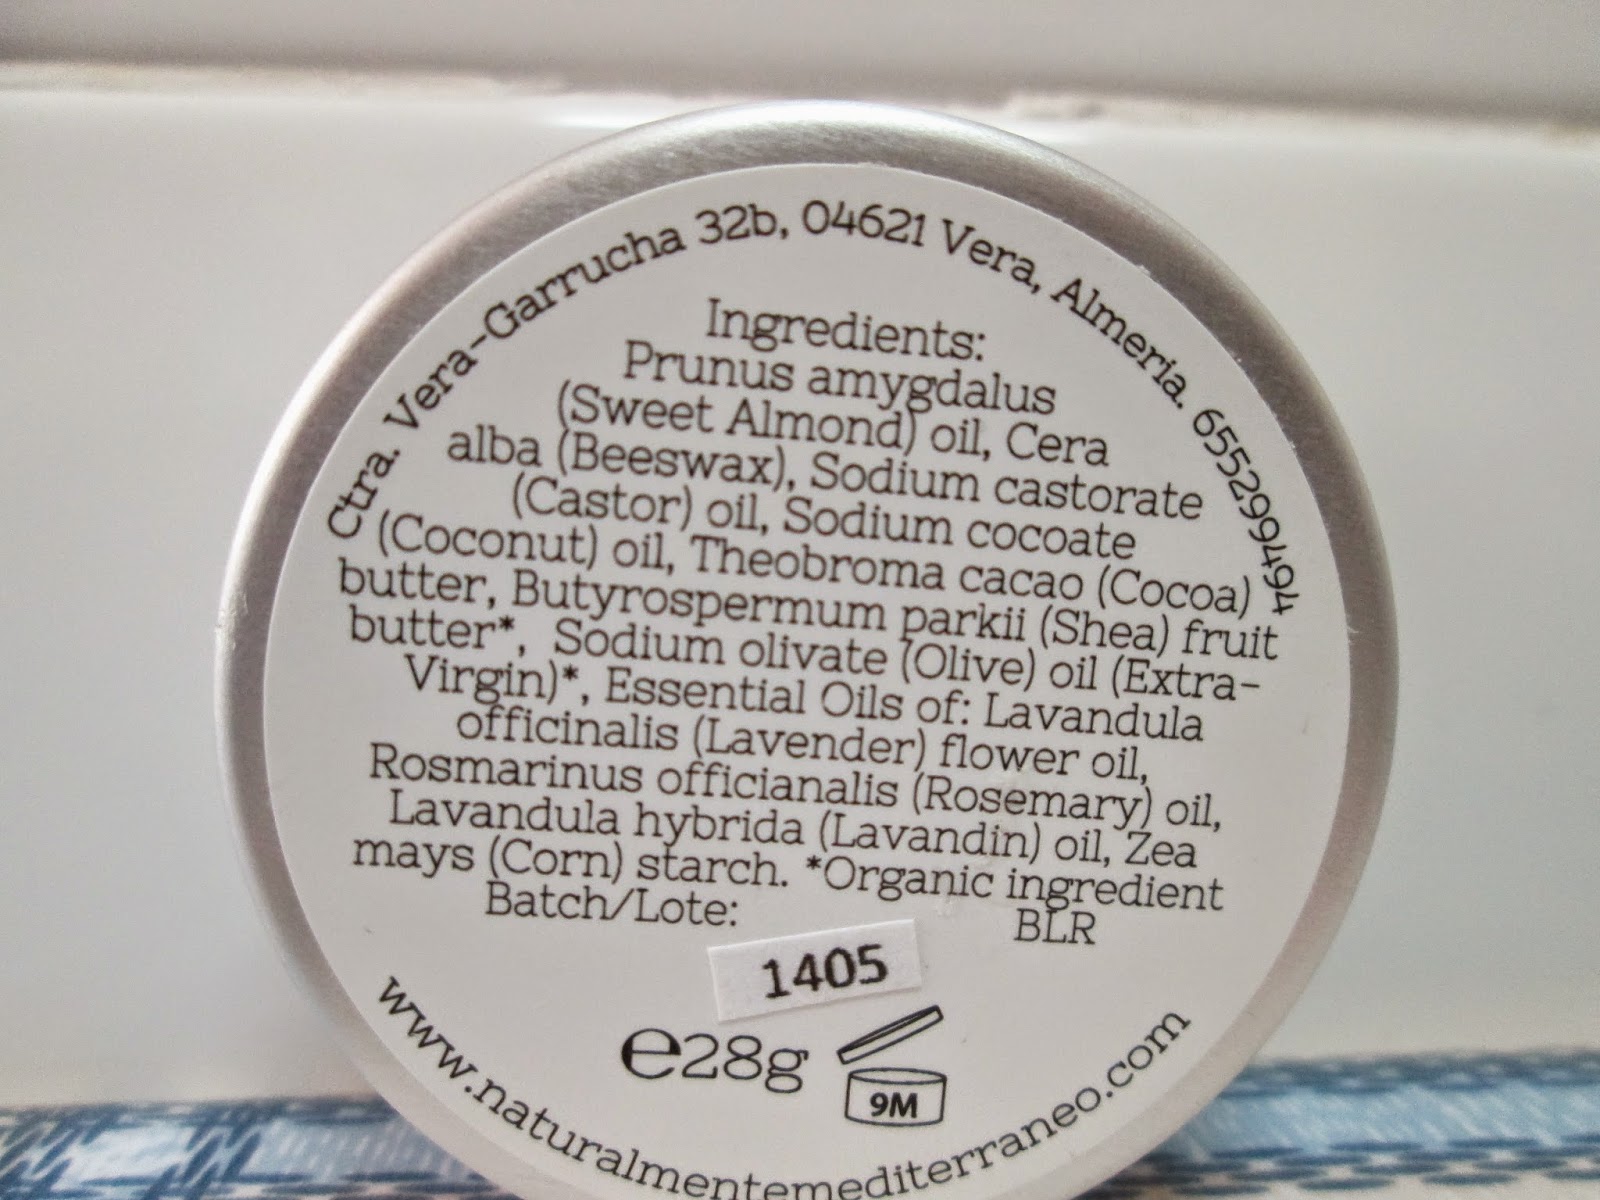 Ctra. Vera-Garrucha 32b, 04621 Vera, Almeria. 655299494
Ingredients:
Prunus amygdalus
(Sweet Almond) oil, Cera
alba (Beeswax), Sodium castorate
(Castor) oil, Sodium cocoate
(Coconut) oil, Theobroma cacao (Cocoa)
butter, Butyrospermum parkii (Shea) fruit
butter*, Sodium olivate (Olive) oil (Extra-
Virgin)*, Essential Oils of: Lavandula
officinalis (Lavender) flower oil,
Rosmarinus officianalis (Rosemary) oil,
Lavandula hybrida (Lavandin) oil, Zea
mays (Corn) starch. *Organic ingredient
Batch/Lote: BLR
1405
e28g
9M
www.naturalmentemediterraneo.com